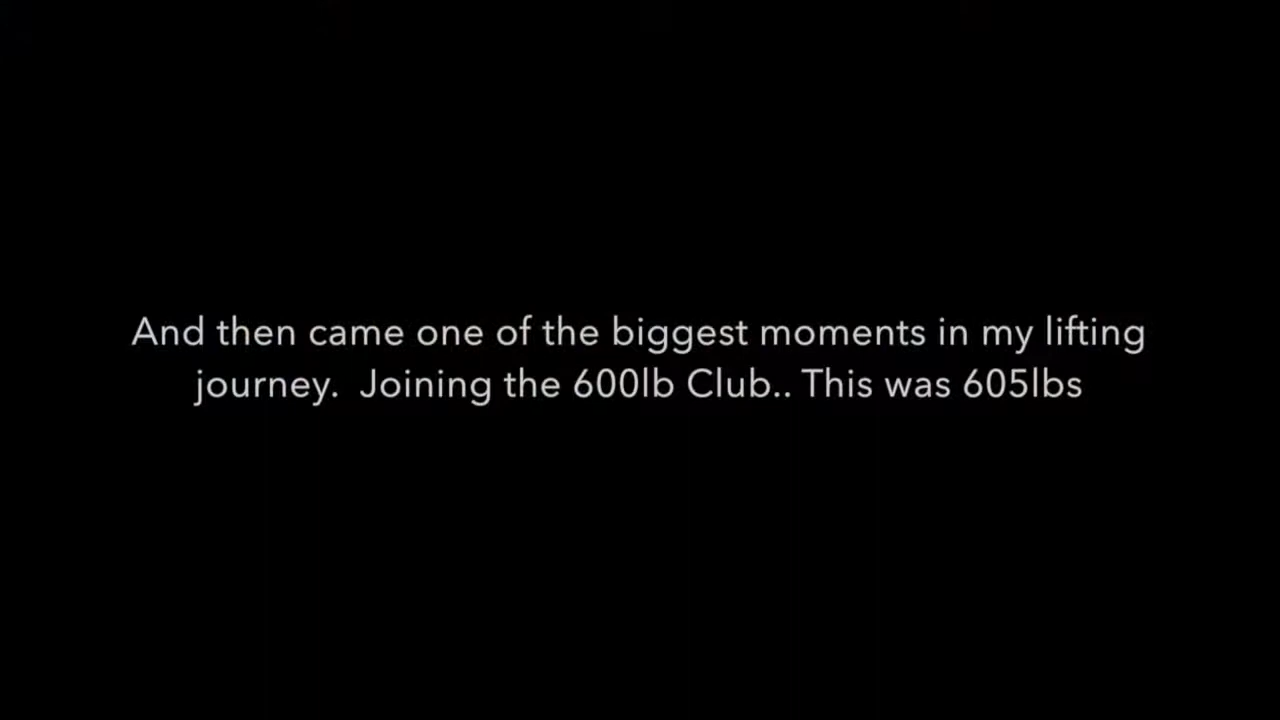 And then came one of the biggest moments in my lifting
journey.  Joining the 600lb Club.. This was 605lbs